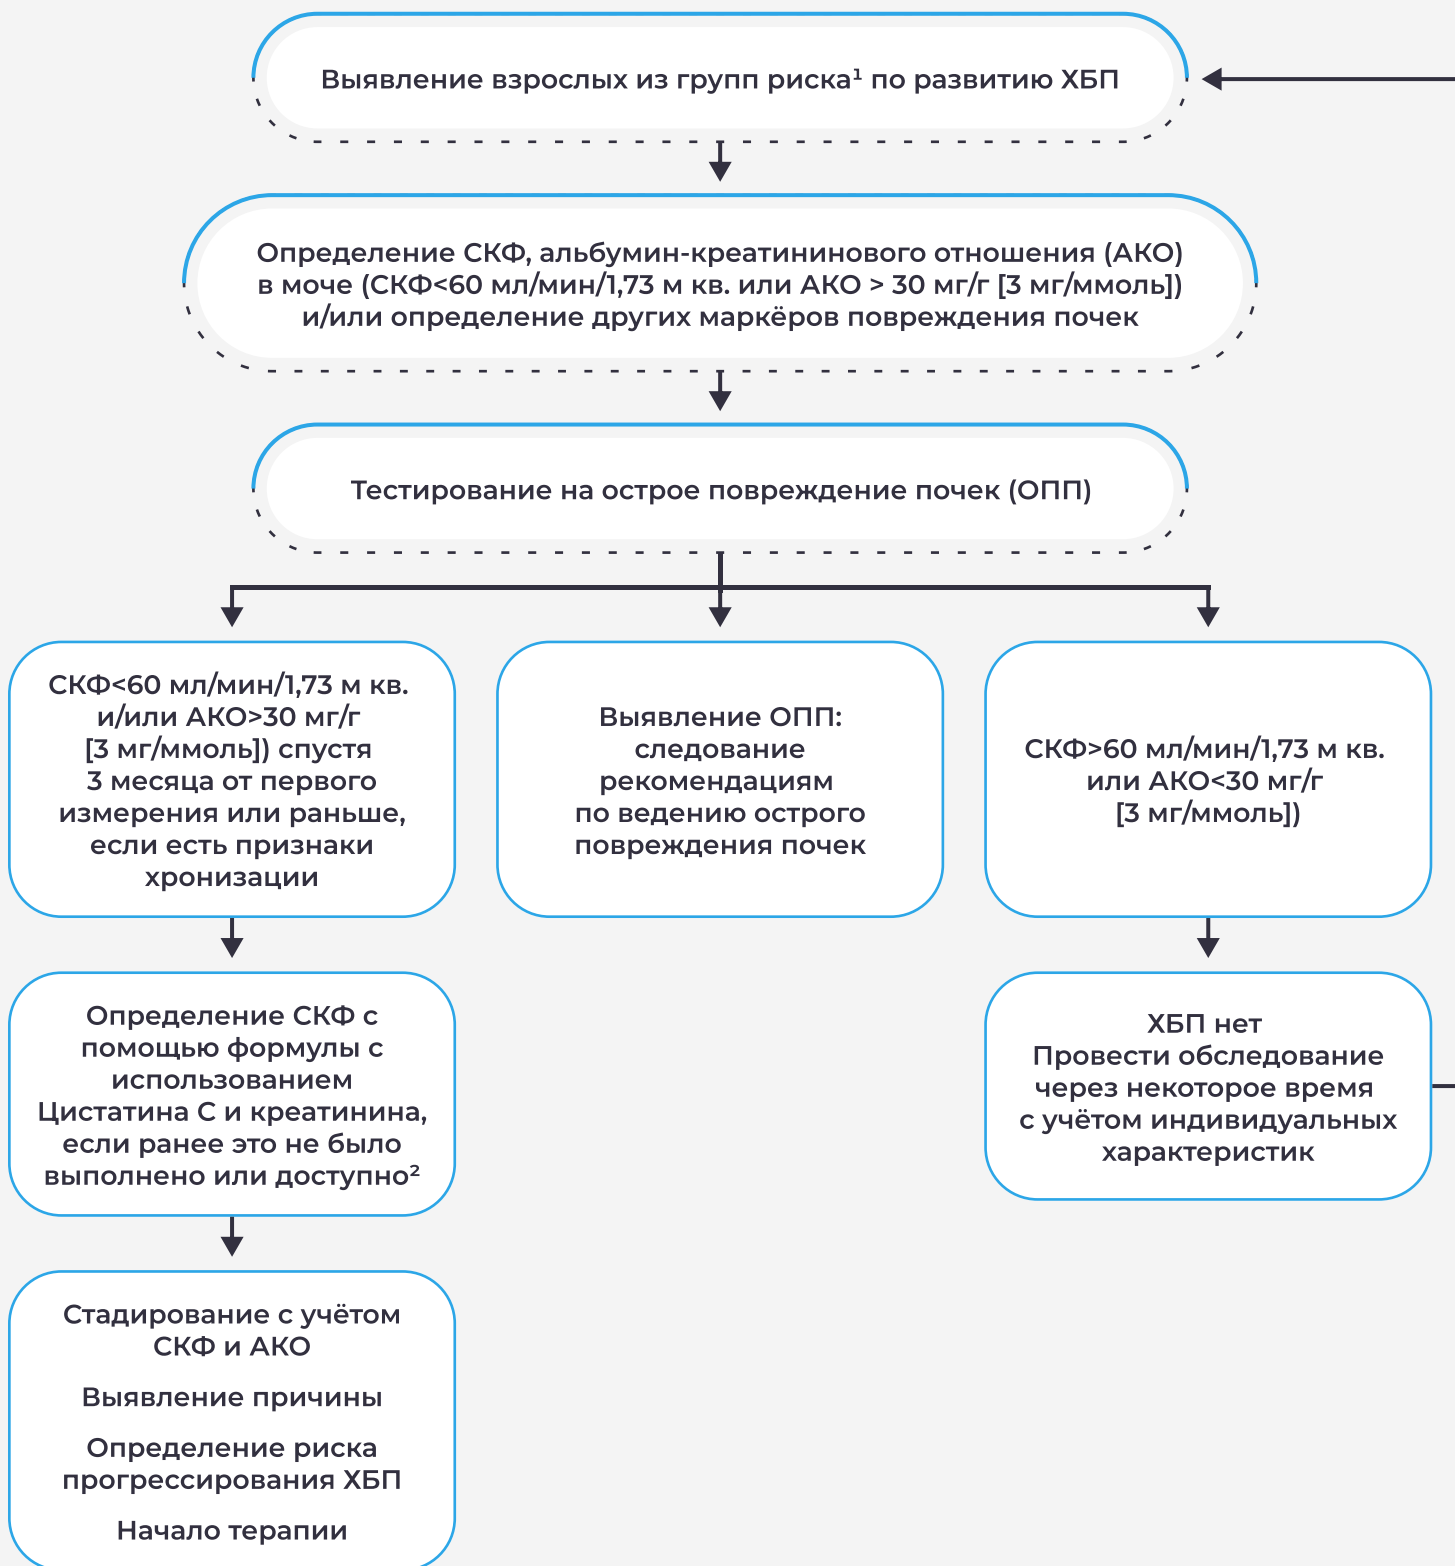 Выявление взрослых из групп риска¹ по развитию ХБП
Определение СКФ, альбумин-креатининового отношения (АКО)
в моче (СКФ<60 мл/мин/1,73 м кв. или АКО > 30 мг/г [3 мг/ммоль])
и/или определение других маркёров повреждения почек
Тестирование на острое повреждение почек (ОПП)
СКФ<60 мл/мин/1,73 м кв.
и/или АКО>30 мг/г
[3 мг/ммоль]) спустя
3 месяца от первого
измерения или раньше,
если есть признаки
хронизации
Выявление ОПП:
следование
рекомендациям
по ведению острого
повреждения почек
СКФ>60 мл/мин/1,73 м кв.
или АКО<30 мг/г
[3 мг/ммоль])
Определение СКФ с
помощью формулы с
использованием
Цистатина С и креатинина,
если ранее это не было
выполнено или доступно²
ХБП нет
Провести обследование
через некоторое время
с учётом индивидуальных
характеристик
Стадирование с учётом
СКФ и АКО
Выявление причины
Определение риска
прогрессирования ХБП
Начало терапии